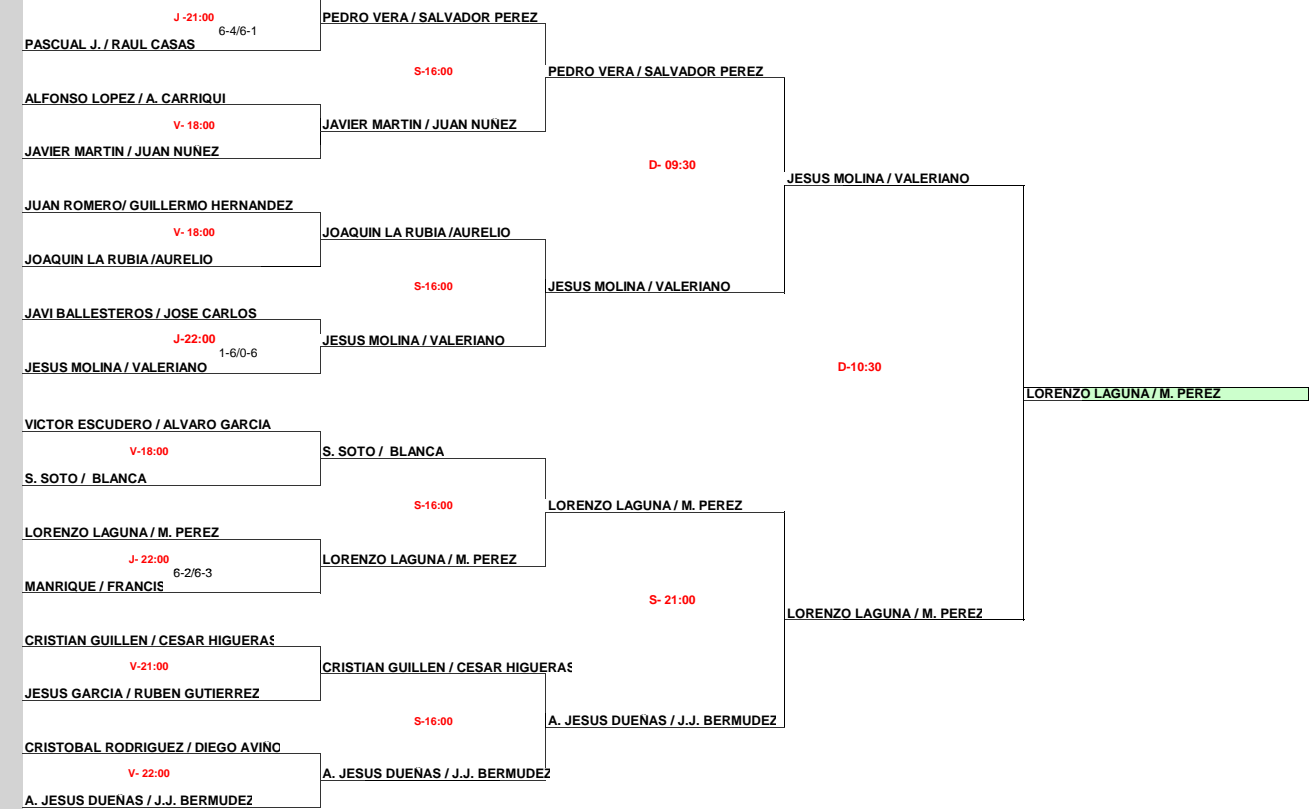 J -21:00
PEDRO VERA / SALVADOR PEREZ
6-4/6-1
PASCUAL J. / RAUL CASAS
S-16:00
PEDRO VERA / SALVADOR PEREZ
ALFONSO LOPEZ / A. CARRIQUI
V- 18:00
JAVIER MARTIN / JUAN NUÑEZ
JAVIER MARTIN / JUAN NUÑEZ
D- 09:30
JESUS MOLINA / VALERIANO
JUAN ROMERO/ GUILLERMO HERNANDEZ
V- 18:00
JOAQUIN LA RUBIA /AURELIO
JOAQUIN LA RUBIA /AURELIO
S-16:00
JESUS MOLINA / VALERIANO
JAVI BALLESTEROS / JOSE CARLOS
J-22:00
JESUS MOLINA / VALERIANO
1-6/0-6
JESUS MOLINA / VALERIANO
D-10:30
LORENZO LAGUNA / M. PEREZ
VICTOR ESCUDERO / ALVARO GARCIA
V-18:00
S. SOTO /  BLANCA
S. SOTO /  BLANCA
S-16:00
LORENZO LAGUNA / M. PEREZ
LORENZO LAGUNA / M. PEREZ
J- 22:00
LORENZO LAGUNA / M. PEREZ
6-2/6-3
MANRIQUE / FRANCIS
S- 21:00
LORENZO LAGUNA / M. PEREZ
CRISTIAN GUILLEN / CESAR HIGUERAS
V-21:00
CRISTIAN GUILLEN / CESAR HIGUERAS
JESUS GARCIA / RUBEN GUTIERREZ
S-16:00
A. JESUS DUEÑAS / J.J. BERMUDEZ
CRISTOBAL RODRIGUEZ / DIEGO AVIÑO
V- 22:00
A. JESUS DUEÑAS / J.J. BERMUDEZ
A. JESUS DUEÑAS / J.J. BERMUDEZ